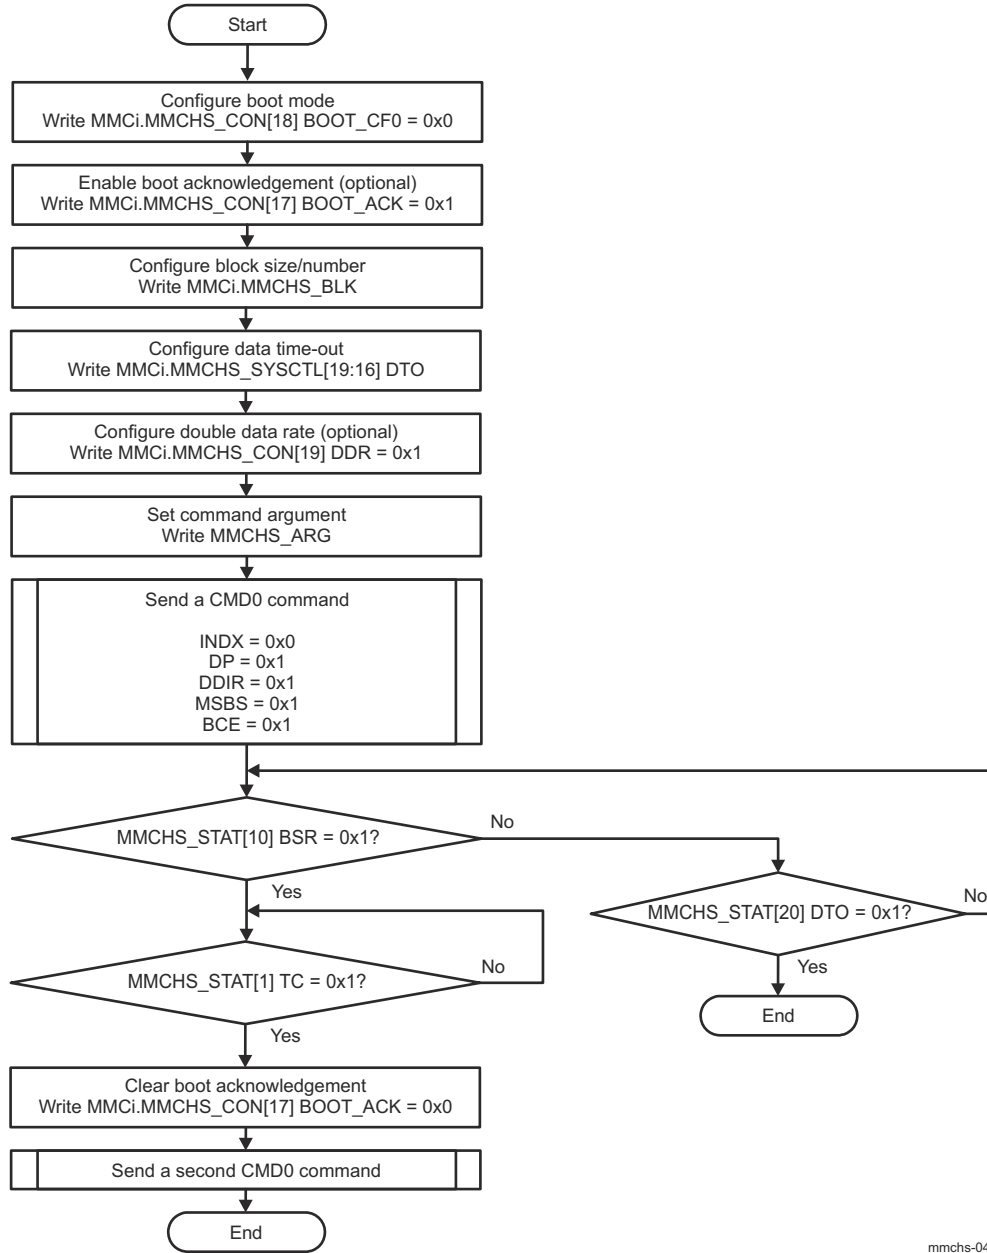 Start
Configure boot mode
Write MMCi.MMCHS_CON[18] BOOT_CF0 = 0x0
Enable boot acknowledgement (optional)
Write MMCi.MMCHS_CON[17] BOOT_ACK = 0x1
Configure block size/number
Write MMCi.MMCHS_BLK
Configure data time-out
Write MMCi.MMCHS_SYSCTL[19:16] DTO
Configure double data rate (optional)
Write MMCi.MMCHS_CON[19] DDR = 0x1
Set command argument
Write MMCHS_ARG
Send a CMD0 command
INDX = 0x0
DP = 0x1
DDIR = 0x1
MSBS = 0x1
BCE = 0x1
MMCHS_STAT[10] BSR = 0x1?
No
Yes
MMCHS_STAT[20] DTO = 0x1?
No
Yes
End
MMCHS_STAT[1] TC = 0x1?
No
Yes
Clear boot acknowledgement
Write MMCi.MMCHS_CON[17] BOOT_ACK = 0x0
Send a second CMD0 command
End
mmchs-04